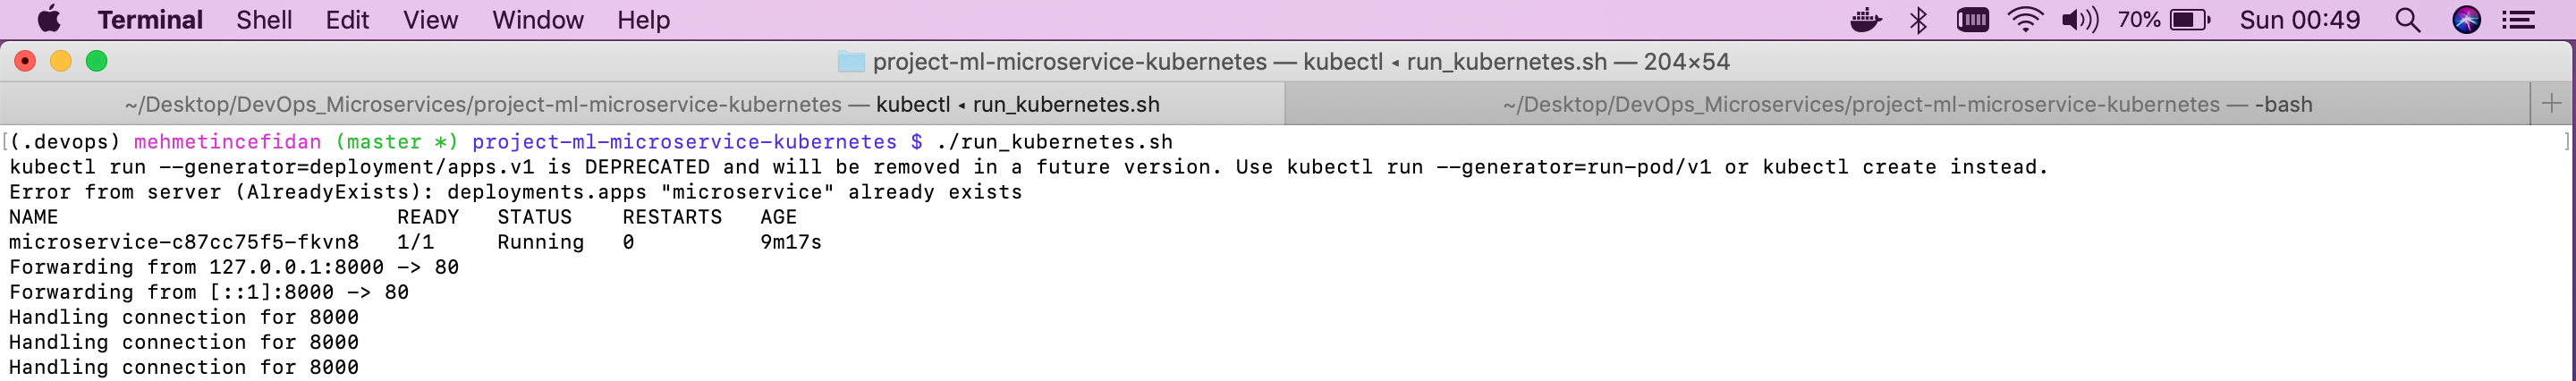 Terminal Shell Edit View Window Help 70% Sun 00:49
project-ml-microservice-kubernetes — kubectl ◂ run_kubernetes.sh — 204×54
~/Desktop/DevOps_Microservices/project-ml-microservice-kubernetes — kubectl ◂ run_kubernetes.sh ~/Desktop/DevOps_Microservices/project-ml-microservice-kubernetes — -bash +
[(.devops) mehmetincefidan (master *) project-ml-microservice-kubernetes $ ./run_kubernetes.sh ]
kubectl run --generator=deployment/apps.v1 is DEPRECATED and will be removed in a future version. Use kubectl run --generator=run-pod/v1 or kubectl create instead.
Error from server (AlreadyExists): deployments.apps "microservice" already exists
NAME READY STATUS RESTARTS AGE
microservice-c87cc75f5-fkvn8 1/1 Running 0 9m17s
Forwarding from 127.0.0.1:8000 -> 80
Forwarding from [::1]:8000 -> 80
Handling connection for 8000
Handling connection for 8000
Handling connection for 8000